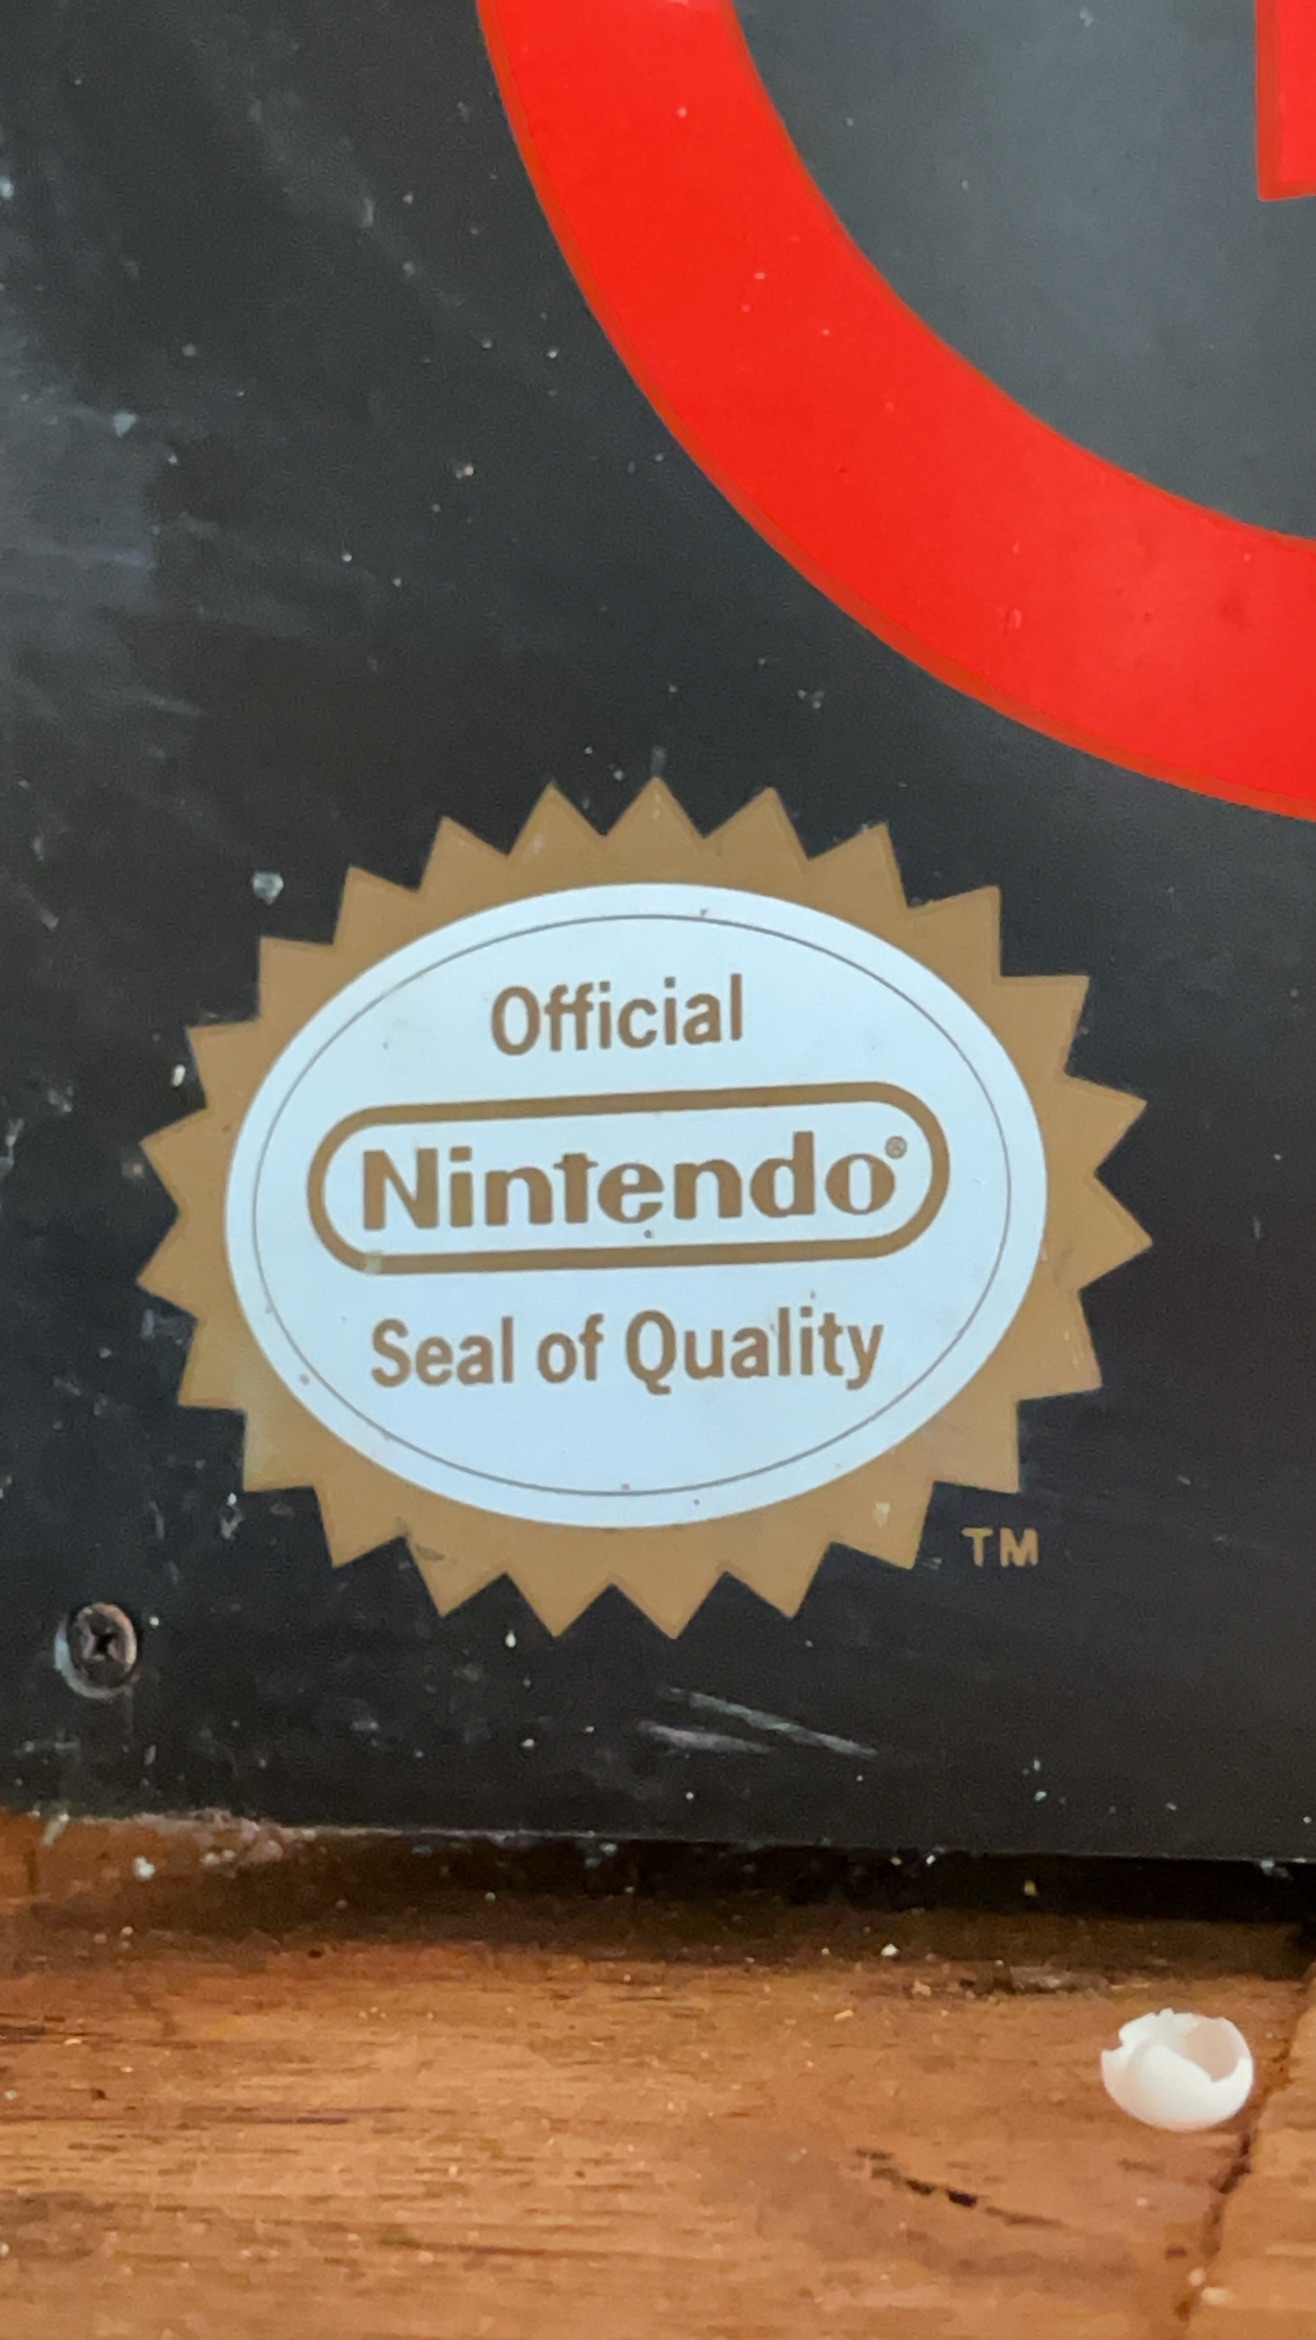 Official
Nintendo®
Seal of Quality
TM